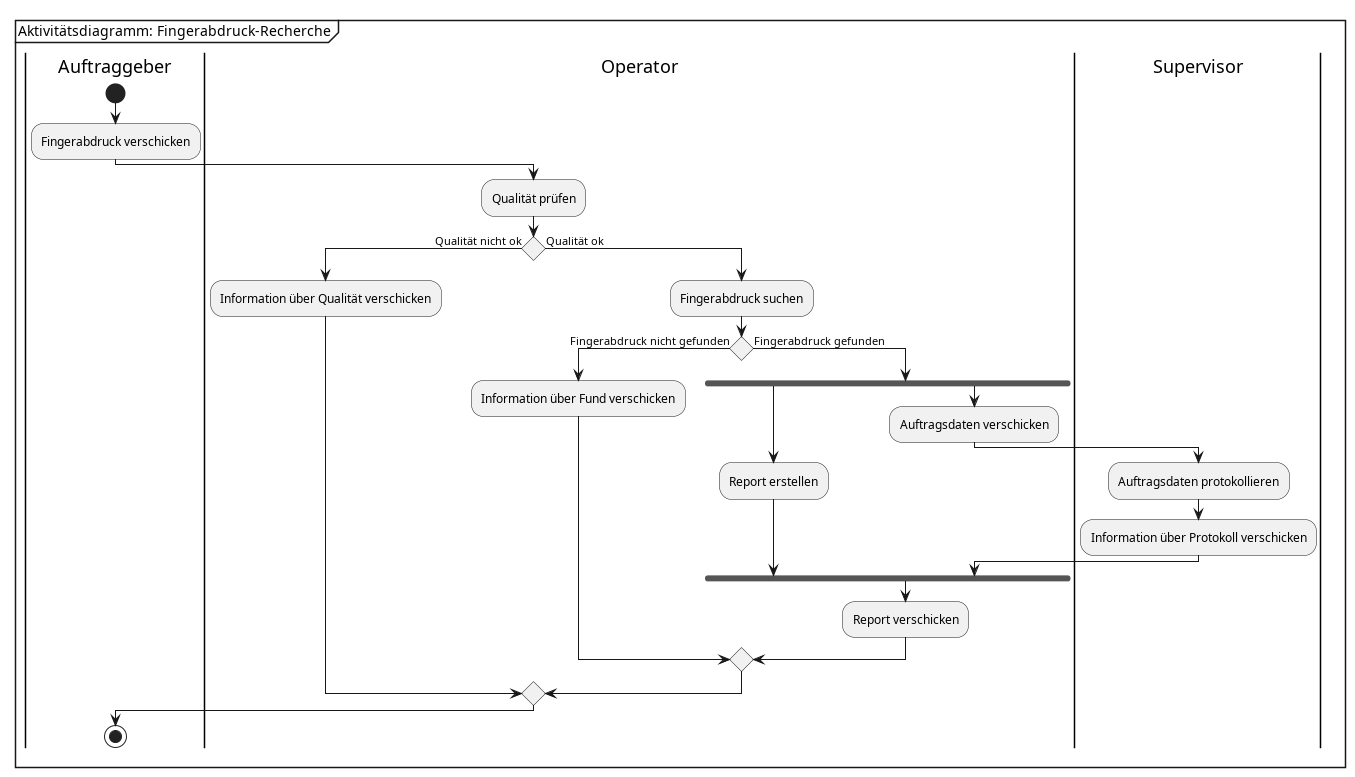 Aktivitätsdiagramm: Fingerabdruck-Recherche
Auftraggeber
Operator
Supervisor
Fingerabdruck verschicken
Qualität prüfen
Qualität nicht ok
Qualität ok
Information über Qualität verschicken
Fingerabdruck suchen
Fingerabdruck nicht gefunden
Fingerabdruck gefunden
Information über Fund verschicken
Auftragsdaten verschicken
Report erstellen
Auftragsdaten protokollieren
Information über Protokoll verschicken
Report verschicken